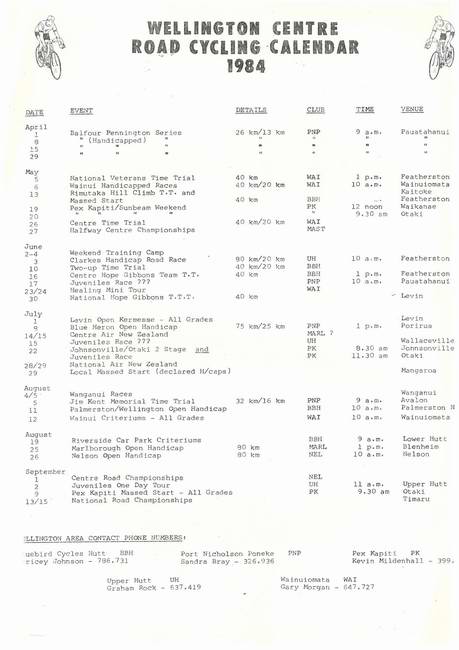 WELLINGTON CENTRE
ROAD CYCLING CALENDAR
1984
DATE EVENT DETAILS CLUB TIME VENUE
April
1 Balfour Pennington Series 26 km/13 km PNP 9 a.m. Pauatahanui
8 " (Handicapped) " " " " "
15 " " " " " "
29 " " " " " "
May
5 National Veterans Time Trial 40 km WAI 1 p.m. Featherston
6 Wainui Handicapped Races 40 km/20 km WAI 10 a.m. Wainuiomata
13 Rimutaka Hill Climb T.T. and Kaitoke
Massed Start 40 km BBH ... Featherston
19 Pex Kapiti/Sunbeam Weekend PK 12 noon Waikanae
20 " " " " 9.30 am Otaki
26 Centre Time Trial 40 km/20 km WAI
27 Halfway Centre Championships MAST
June
2-4 Weekend Training Camp
3 Clarkes Handicap Road Race 80 km/20 km UH 10 a.m. Featherston
10 Two-up Time Trial 40 km/20 km BBH
16 Centre Hope Gibbons Team T.T. 40 km BBH 1 p.m. Featherston
17 Juveniles Race ??? PNP 10 a.m. Pauatahanui
23/24 Healing Mini Tour WAI
30 National Hope Gibbons T.T.T. 40 km Levin
July
1 Levin Open Kermesse - All Grades Levin
8 Blue Heron Open Handicap 75 km/25 km PNP 1 p.m. Porirua
14/15 Centre Air New Zealand MARL ?
15 Juveniles Race ??? UH Wallaceville
22 Johnsonville/Otaki 2 Stage and PK 8.30 am Johnsonville
Juveniles Race PK 11.30 am Otaki
28/29 National Air New Zealand
29 Local Massed Start (declared H/caps) Mangaroa
August
4/5 Wanganui Races Wanganui
5 Jim Kent Memorial Time Trial 32 km/16 km PNP 9 a.m. Avalon
11 Palmerston/Wellington Open Handicap BBH 10 a.m. Palmerston N
12 Wainui Criteriums - All Grades WAI 10 a.m. Wainuiomata
August
19 Riverside Car Park Criteriums BBH 9 a.m. Lower Hutt
25 Marlborough Open Handicap 90 km MARL 1 p.m. Blenheim
26 Nelson Open Handicap 80 km NEL 10 a.m. Nelson
September
1 Centre Road Championships NEL
2 Juveniles One Day Tour UH 11 a.m. Upper Hutt
9 Pex Kapiti Massed Start - All Grades PK 9.30 am Otaki
13/15 National Road Championships Timaru
ELLINGTON AREA CONTACT PHONE NUMBERS:
uebird Cycles Hutt BBH Port Nicholson Poneke PNP Pex Kapiti PK
ricey Johnson - 786.731 Sandra Bray - 326.936 Kevin Mildenhall - 399.
Upper Hutt UH Wainuiomata WAI
Graham Rock - 637.419 Gary Morgan - 647.727